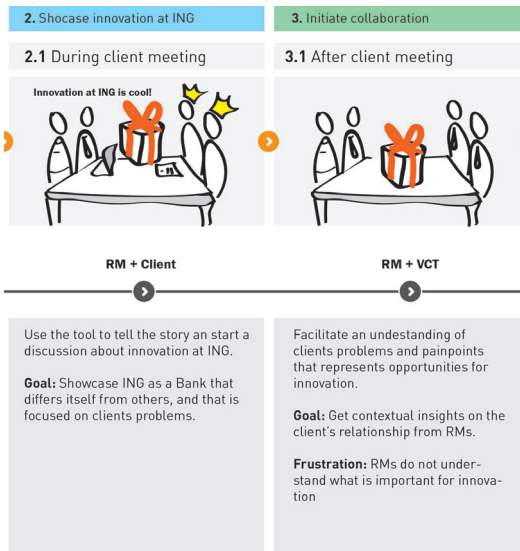 2. Shocase innovation at ING
2.1 During client meeting
Innovation at ING is cool!
RM + Client
Use the tool to tell the story an start a
discussion about innovation at ING.
Goal: Showcase ING as a Bank that
differs itself from others, and that is
focused on clients problems.
3. Initiate collaboration
3.1 After client meeting
RM + VCT
Facilitate an undestanding of
clients problems and painpoints
that represents opportunities for
innovation.
Goal: Get contextual insights on the
client's relationship from RMs.
Frustration: RMs do not under-
stand what is important for innova-
tion